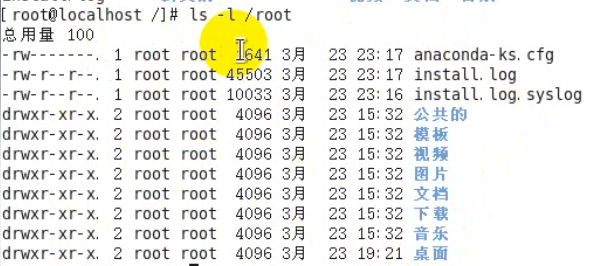 [root@localhost /]# ls -l /root
总用量 100
-rw-------. 1 root root  1641 3月  23 23:17 anaconda-ks.cfg
-rw-r--r--. 1 root root 45503 3月  23 23:17 install.log
-rw-r--r--. 1 root root 10033 3月  23 23:16 install.log.syslog
drwxr-xr-x. 2 root root  4096 3月  23 15:32 公共的
drwxr-xr-x. 2 root root  4096 3月  23 15:32 模板
drwxr-xr-x. 2 root root  4096 3月  23 15:32 视频
drwxr-xr-x. 2 root root  4096 3月  23 15:32 图片
drwxr-xr-x. 2 root root  4096 3月  23 15:32 文档
drwxr-xr-x. 2 root root  4096 3月  23 15:32 下载
drwxr-xr-x. 2 root root  4096 3月  23 15:32 音乐
drwxr-xr-x. 2 root root  4096 3月  23 19:21 桌面